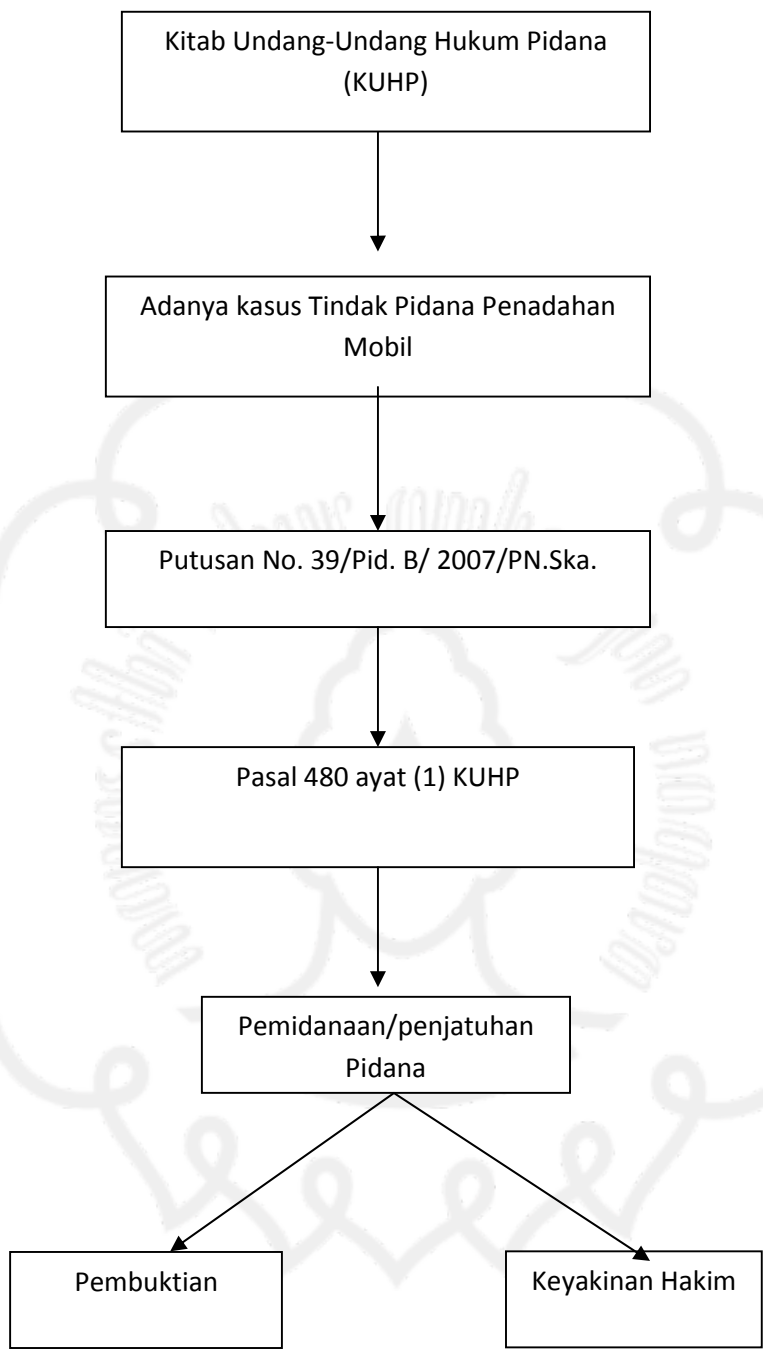 Kitab Undang-Undang Hukum Pidana
(KUHP)
Adanya kasus Tindak Pidana Penadahan
Mobil
Putusan No. 39/Pid. B/ 2007/PN.Ska.
Pasal 480 ayat (1) KUHP
Pemidanaan/penjatuhan
Pidana
Pembuktian
Keyakinan Hakim